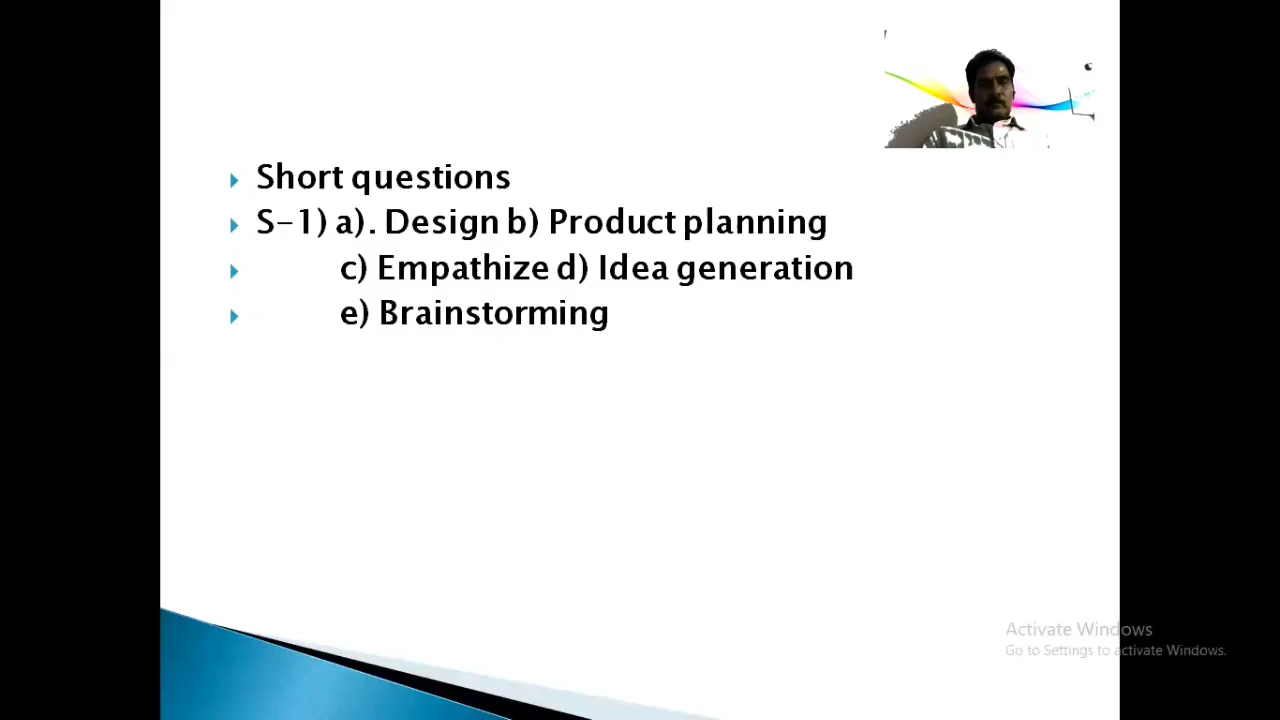 Short questions
S-1) a). Design b) Product planning
c) Empathize d) Idea generation
e) Brainstorming
Activate Windows
Go to Settings to activate Windows.